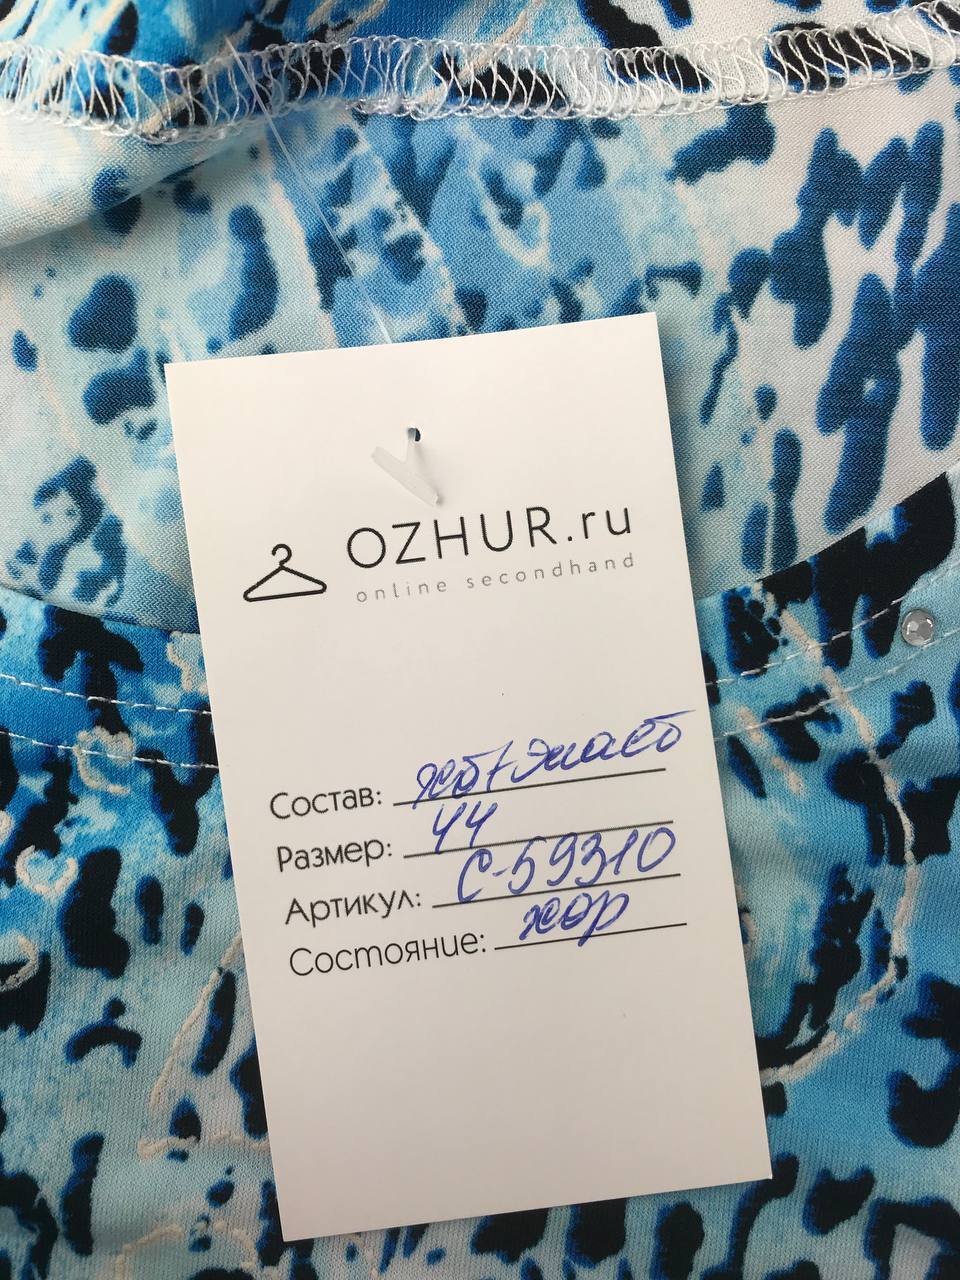 OZHUR.ru
online secondhand
Состав: хб/эласт
Размер: 44
Артикул: С-59310
Состояние: хор